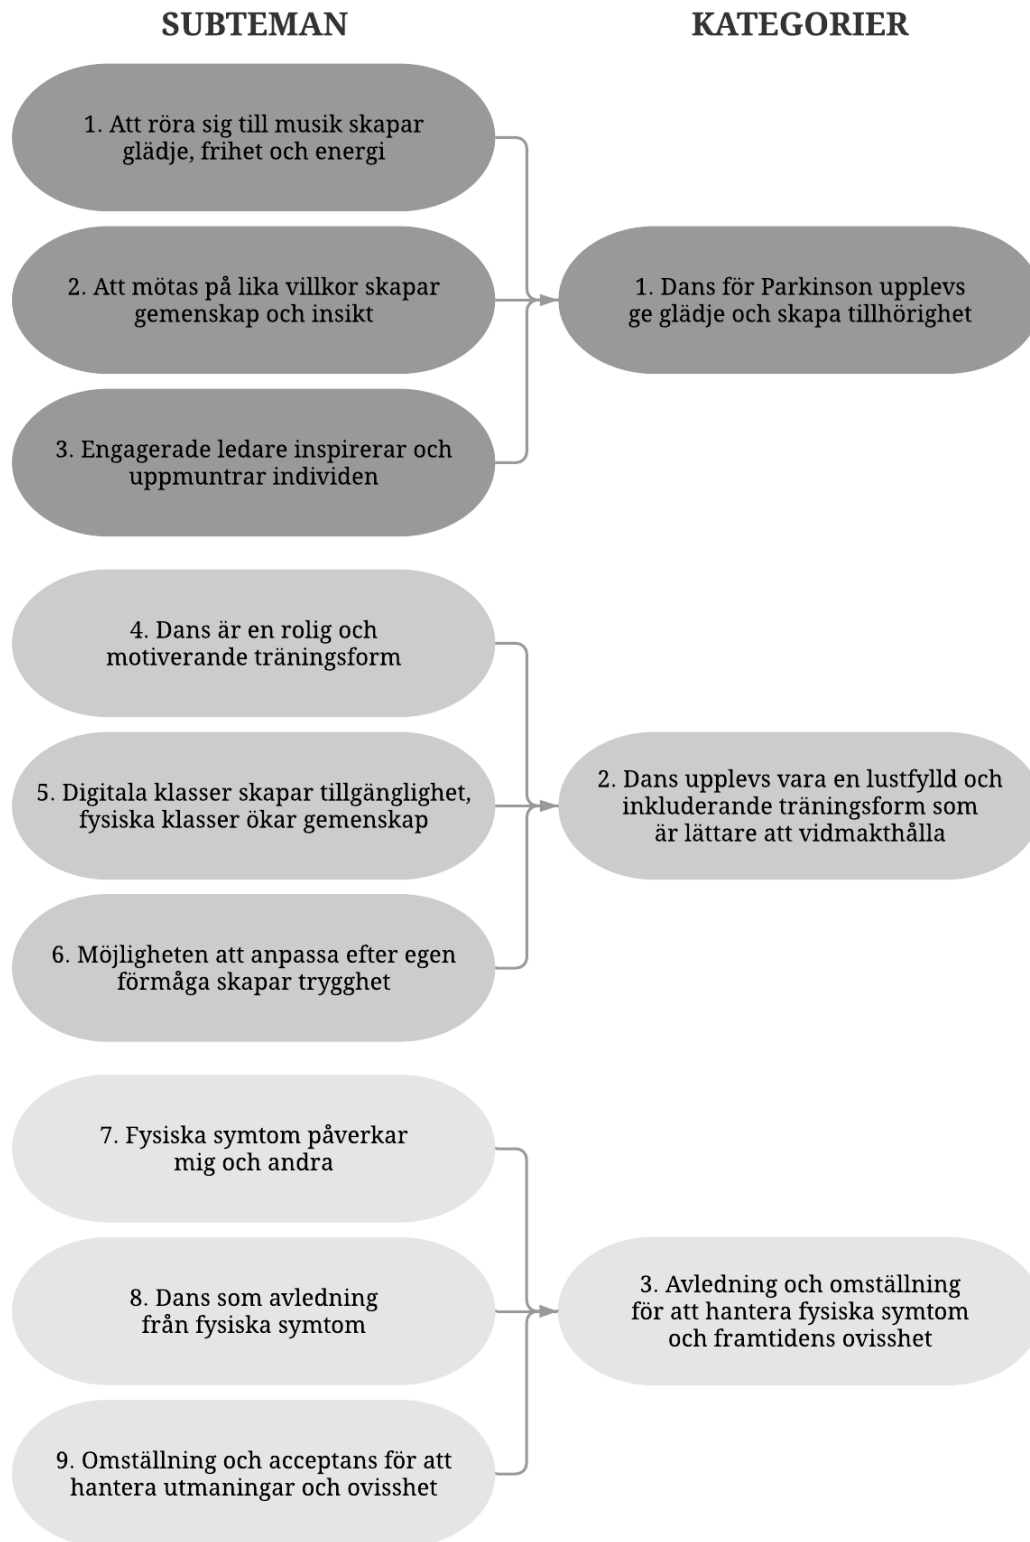 SUBTEMAN
KATEGORIER
1. Att röra sig till musik skapar
glädje, frihet och energi
2. Att mötas på lika villkor skapar
gemenskap och insikt
3. Engagerade ledare inspirerar och
uppmuntrar individen
1. Dans för Parkinson upplevs
ge glädje och skapa tillhörighet
4. Dans är en rolig och
motiverande träningsform
5. Digitala klasser skapar tillgänglighet,
fysiska klasser ökar gemenskap
6. Möjligheten att anpassa efter egen
förmåga skapar trygghet
2. Dans upplevs vara en lustfylld och
inkluderande träningsform som
är lättare att vidmakthålla
7. Fysiska symtom påverkar
mig och andra
8. Dans som avledning
från fysiska symtom
9. Omställning och acceptans för att
hantera utmaningar och ovisshet
3. Avledning och omställning
för att hantera fysiska symtom
och framtidens ovisshet